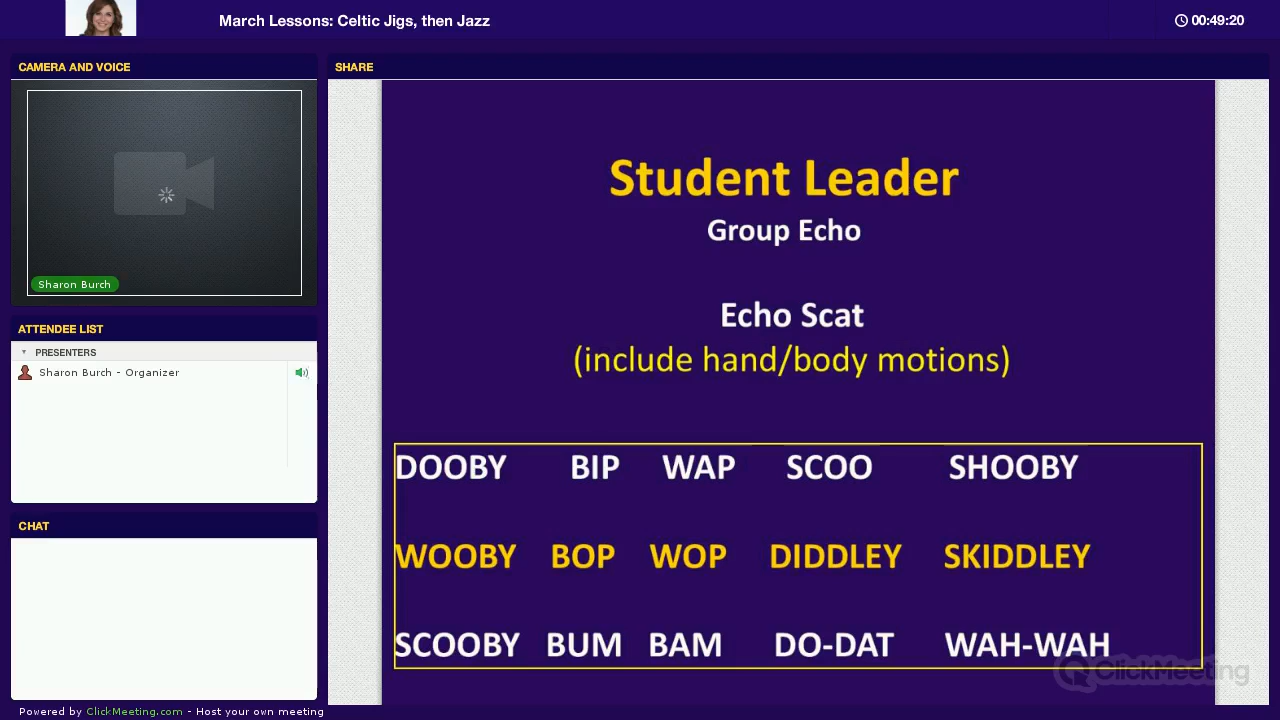 March Lessons: Celtic Jigs, then Jazz
00:49:20
CAMERA AND VOICE
Sharon Burch
ATTENDEE LIST
PRESENTERS
Sharon Burch - Organizer
CHAT
Powered by ClickMeeting.com - Host your own meeting
SHARE
Student Leader
Group Echo
Echo Scat
(include hand/body motions)
DOOBY BIP WAP SCOO SHOOBY
WOOBY BOP WOP DIDDLEY SKIDDLEY
SCOOBY BUM BAM DO-DAT WAH-WAH
ClickMeeting